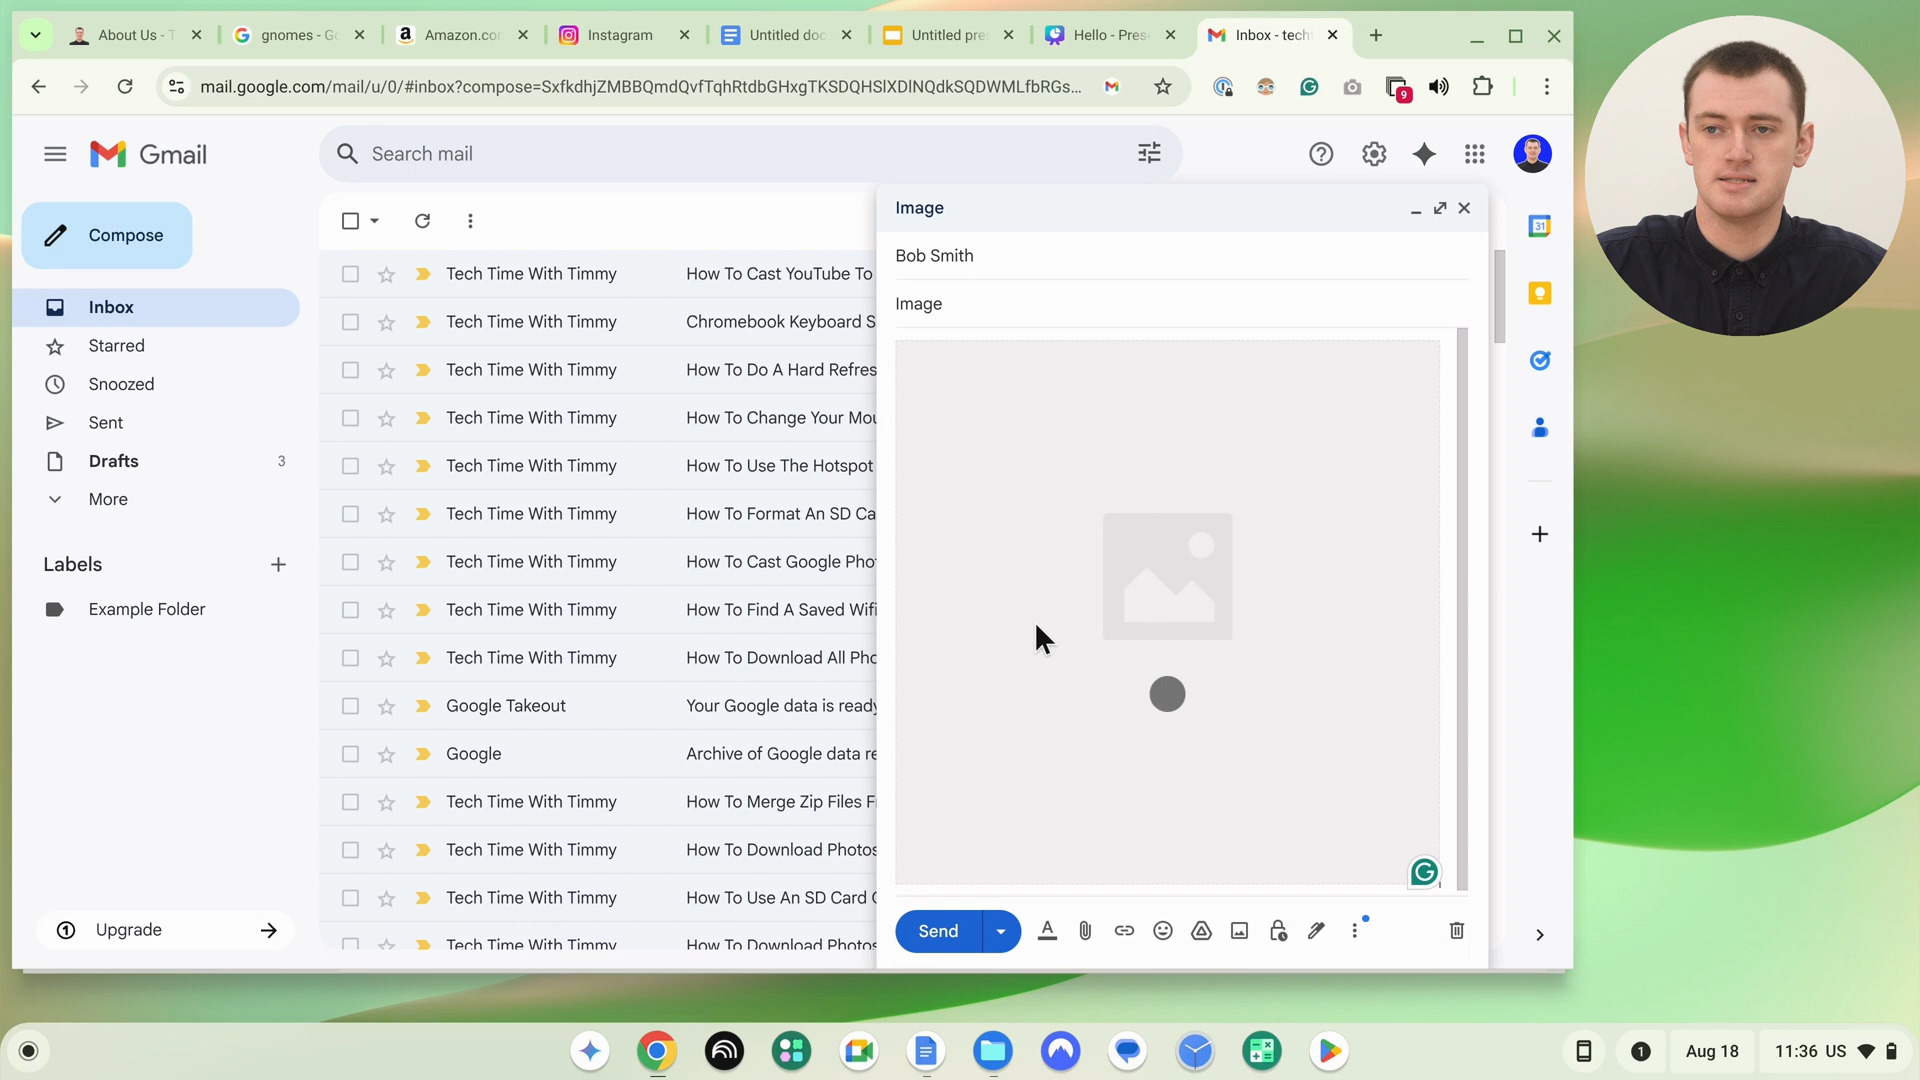 About Us - T
gnomes - G
Amazon.co
Instagram
Untitled doc
Untitled pre
Hello - Pres
Inbox - tech
mail.google.com/mail/u/0/#inbox?compose=SxfkdhjZMBBQmdQvfTqhRtdbGHxgTKSDQHSlXDlNQdkSQDWMLfbRGs...
9
Gmail
Search mail
Compose
Inbox
Starred
Snoozed
Sent
Drafts 3
More
Labels
Example Folder
Upgrade
Tech Time With Timmy How To Cast YouTube To
Tech Time With Timmy Chromebook Keyboard S
Tech Time With Timmy How To Do A Hard Refres
Tech Time With Timmy How To Change Your Mou
Tech Time With Timmy How To Use The Hotspot
Tech Time With Timmy How To Format An SD Ca
Tech Time With Timmy How To Cast Google Pho
Tech Time With Timmy How To Find A Saved Wifi
Tech Time With Timmy How To Download All Pho
Google Takeout Your Google data is ready
Google Archive of Google data re
Tech Time With Timmy How To Merge Zip Files F
Tech Time With Timmy How To Download Photos
Tech Time With Timmy How To Use An SD Card
Tech Time With Timmy How To Download Photos
Image
Bob Smith
Image
Send
31
1
Aug 18
11:36 US